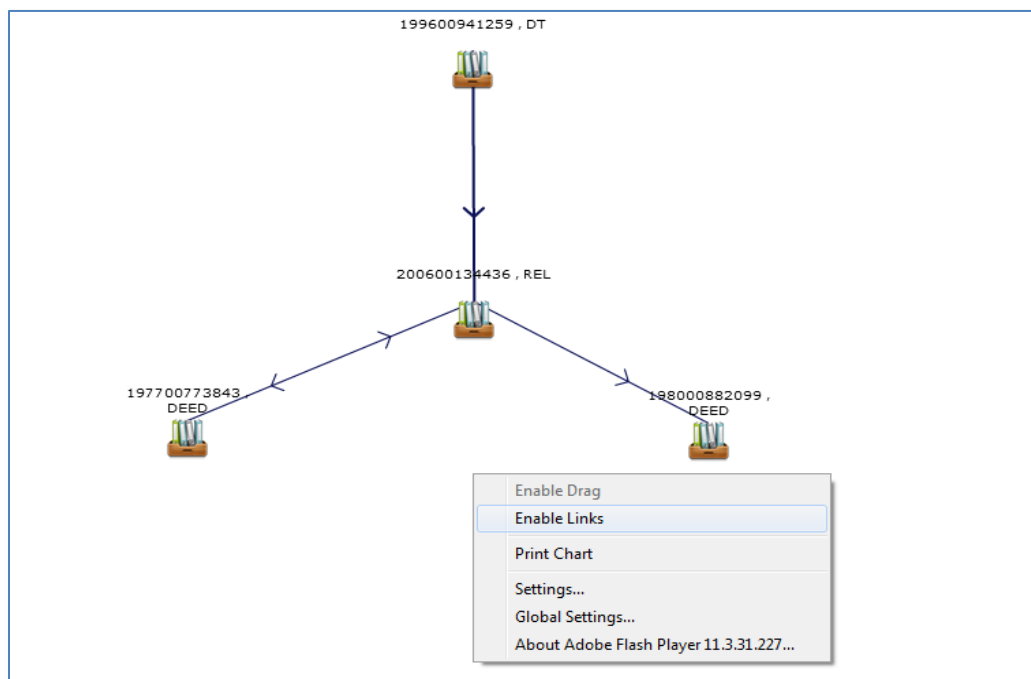 199600941259 , DT
200600134436 , REL
197700773843 ,
DEED
198000882099 ,
DEED
Enable Drag
Enable Links
Print Chart
Settings...
Global Settings...
About Adobe Flash Player 11.3.31.227...